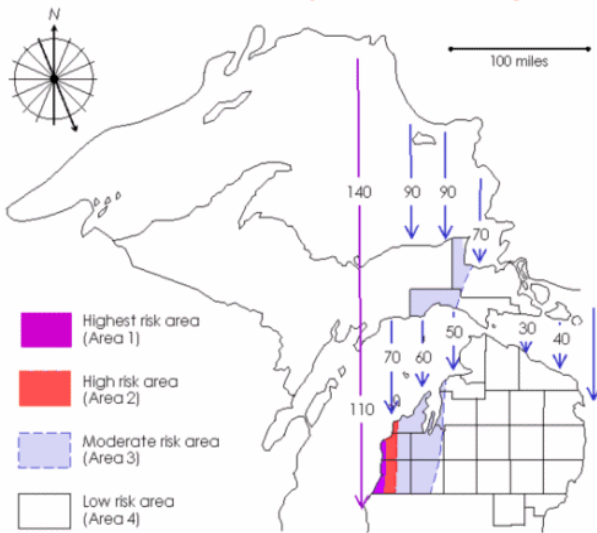 N
100 miles
140
90
90
70
50
30
40
70
60
110
Highest risk area
(Area 1)
High risk area
(Area 2)
Moderate risk area
(Area 3)
Low risk area
(Area 4)